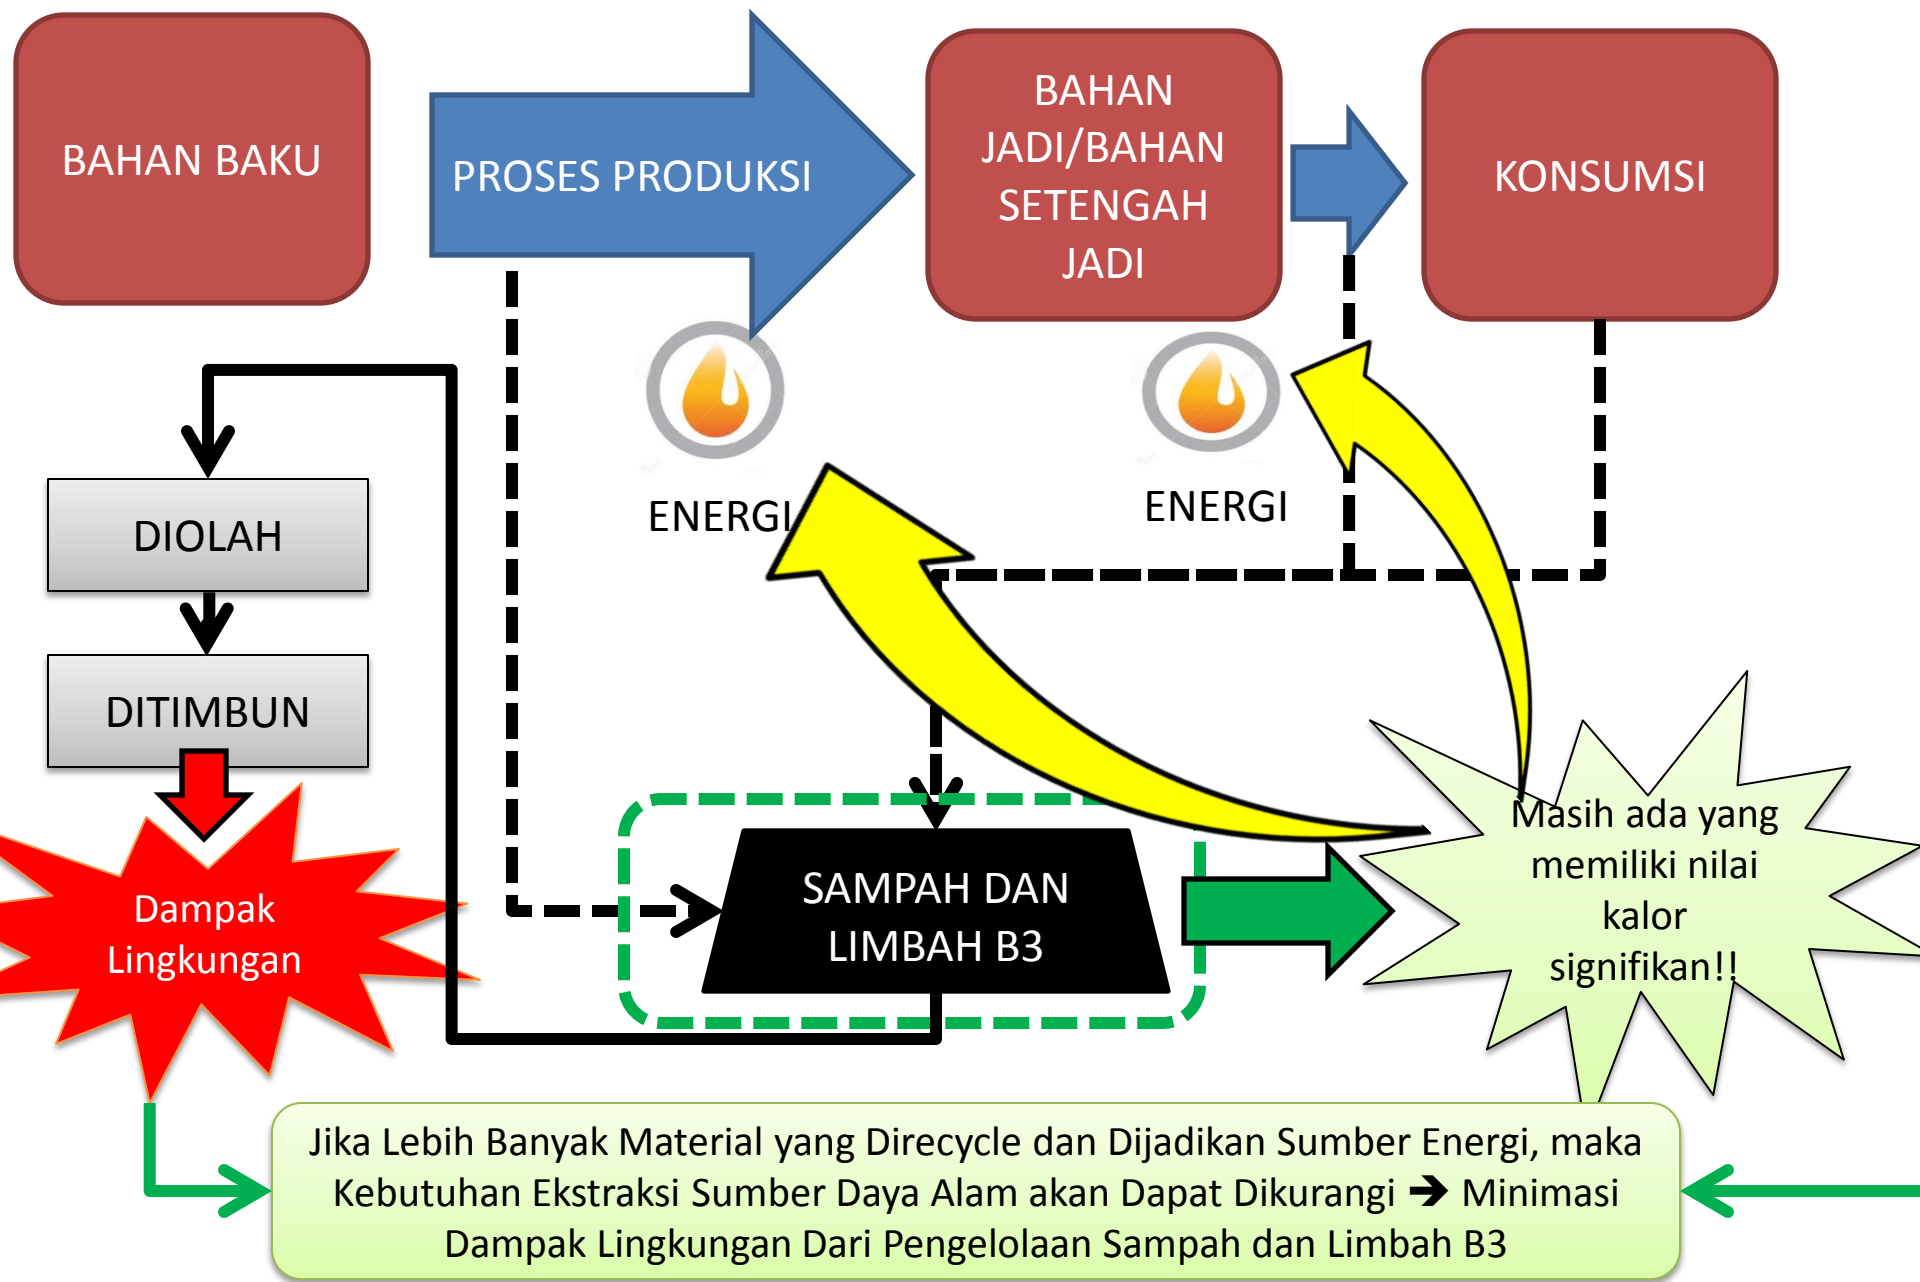 BAHAN BAKU
PROSES PRODUKSI
BAHAN
JADI/BAHAN
SETENGAH
JADI
KONSUMSI
ENERGI
ENERGI
DIOLAH
DITIMBUN
Dampak
Lingkungan
SAMPAH DAN
LIMBAH B3
Masih ada yang
memiliki nilai
kalor
signifikan!!
Jika Lebih Banyak Material yang Direcycle dan Dijadikan Sumber Energi, maka
Kebutuhan Ekstraksi Sumber Daya Alam akan Dapat Dikurangi ➔ Minimasi
Dampak Lingkungan Dari Pengelolaan Sampah dan Limbah B3